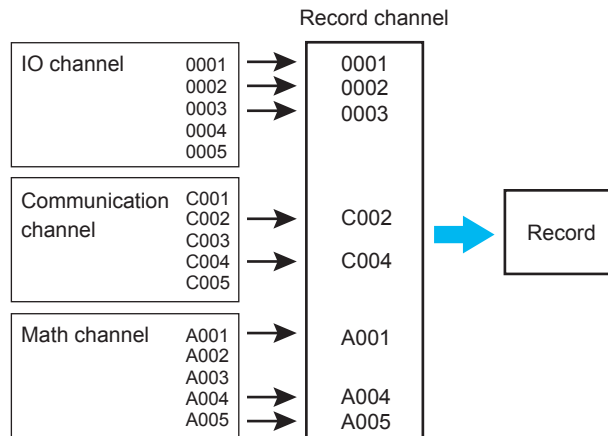 Record channel
IO channel
0001
0002
0003
0004
0005
Communication
channel
C001
C002
C003
C004
C005
Math channel
A001
A002
A003
A004
A005
0001
0002
0003
C002
C004
A001
A004
A005
Record